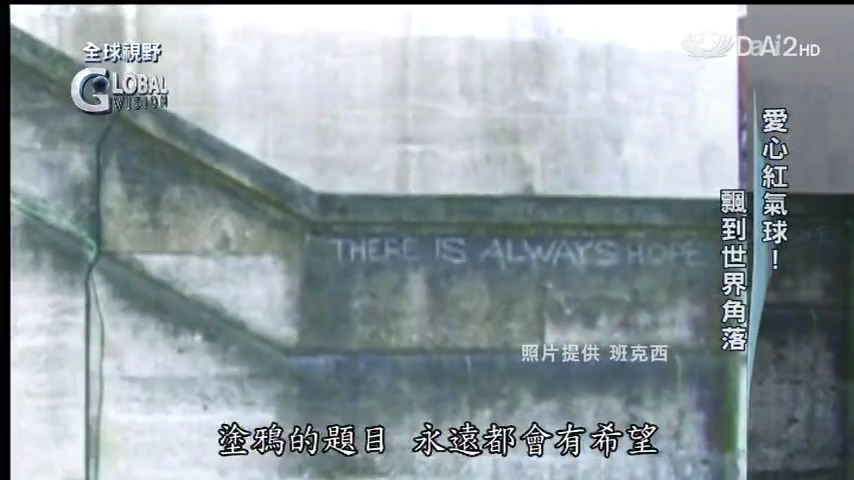 全球視野
GLOBAL
VISION
DaAi2HD
愛心紅氣球！
飄到世界角落
THERE IS ALWAYS HOPE
照片提供 班克西
塗鴉的題目 永遠都會有希望